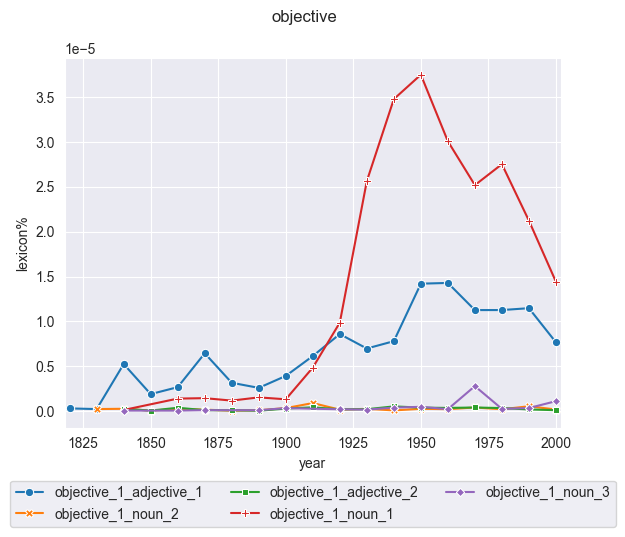 objective
1e−5
3.5
3.0
2.5
2.0
1.5
1.0
0.5
0.0
lexicon%
1825 1850 1875 1900 1925 1950 1975 2000
year
objective_1_adjective_1 objective_1_adjective_2 objective_1_noun_3
objective_1_noun_2 objective_1_noun_1